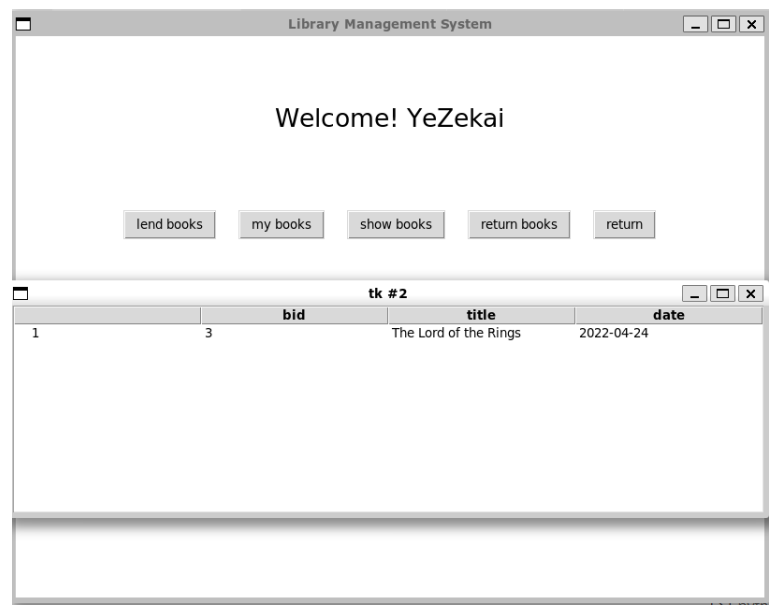 Library Management System
Welcome! YeZekai
lend books my books show books return books return
tk #2
bid title date
1 3 The Lord of the Rings 2022-04-24